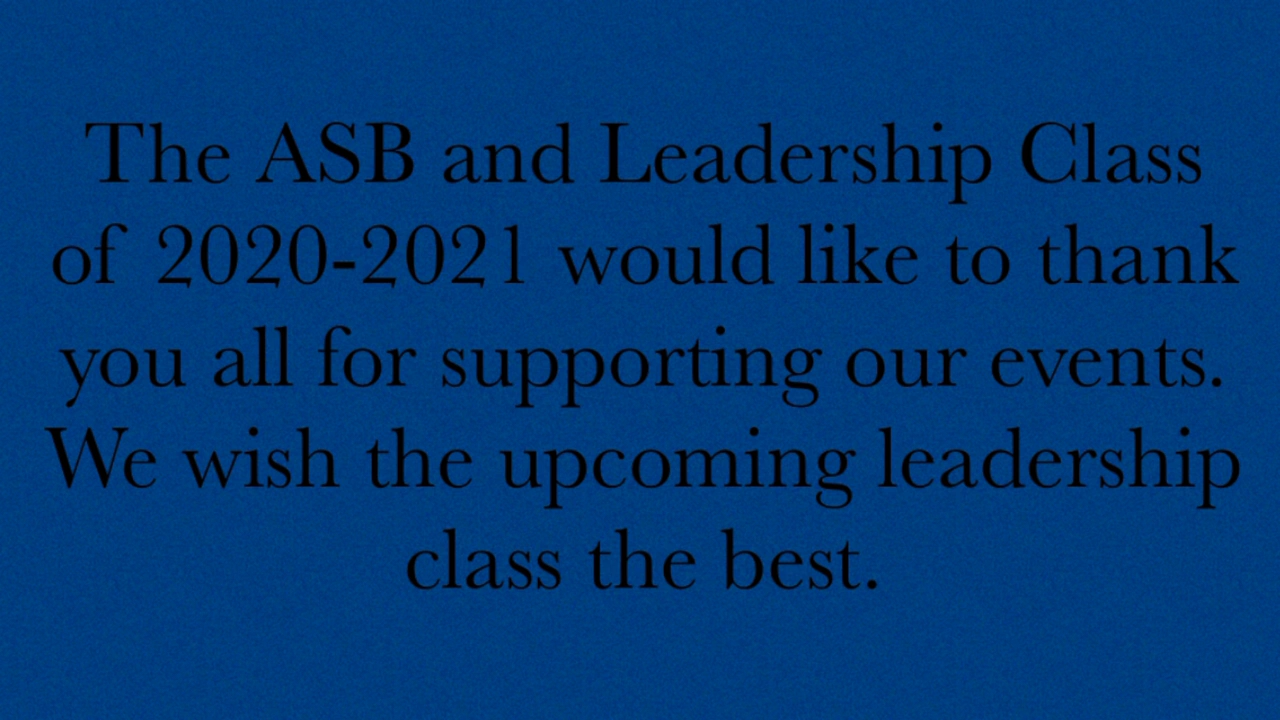 The ASB and Leadership Class
of 2020-2021 would like to thank
you all for supporting our events.
We wish the upcoming leadership
class the best.